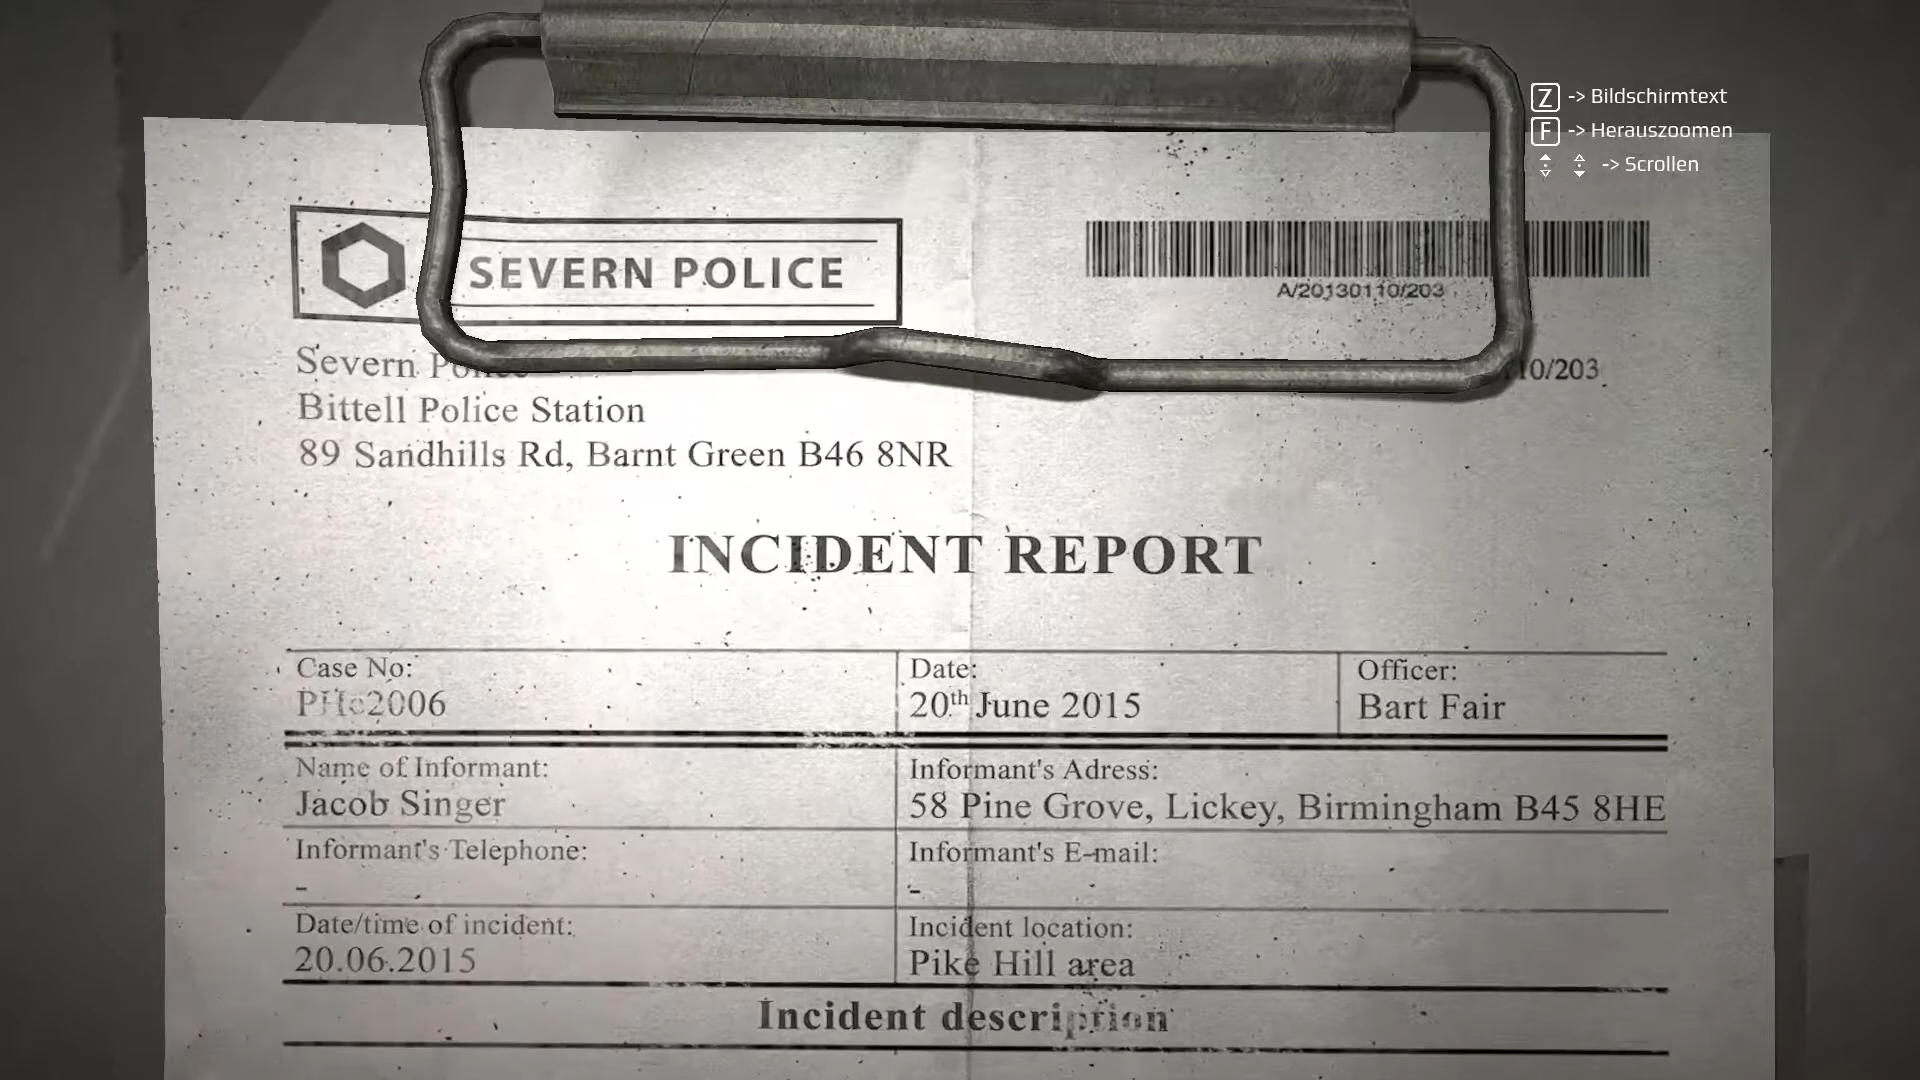 Z -> Bildschirmtext
F -> Herauszoomen
-> Scrollen
SEVERN POLICE
A/20130110/203
Severn
10/203
Bittell Police Station
89 Sandhills Rd, Barnt Green B46 8NR
INCIDENT REPORT
Case No: Date: Officer:
PHc2006 20th June 2015 Bart Fair
Name of Informant: Informant's Adress:
Jacob Singer 58 Pine Grove, Lickey, Birmingham B45 8HE
Informant's Telephone: Informant's E-mail:
- -
Date/time of incident: Incident location:
20.06.2015 Pike Hill area
Incident description